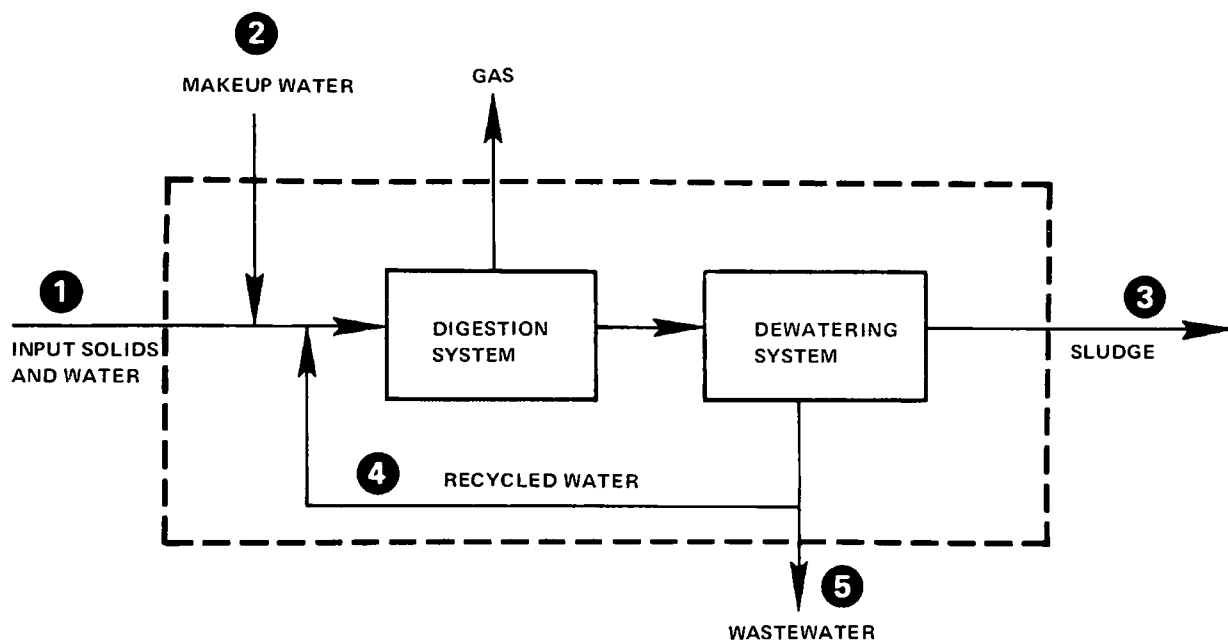 2
MAKEUP WATER
GAS
1
INPUT SOLIDS
AND WATER
DIGESTION
SYSTEM
DEWATERING
SYSTEM
3
SLUDGE
4
RECYCLED WATER
5
WASTEWATER